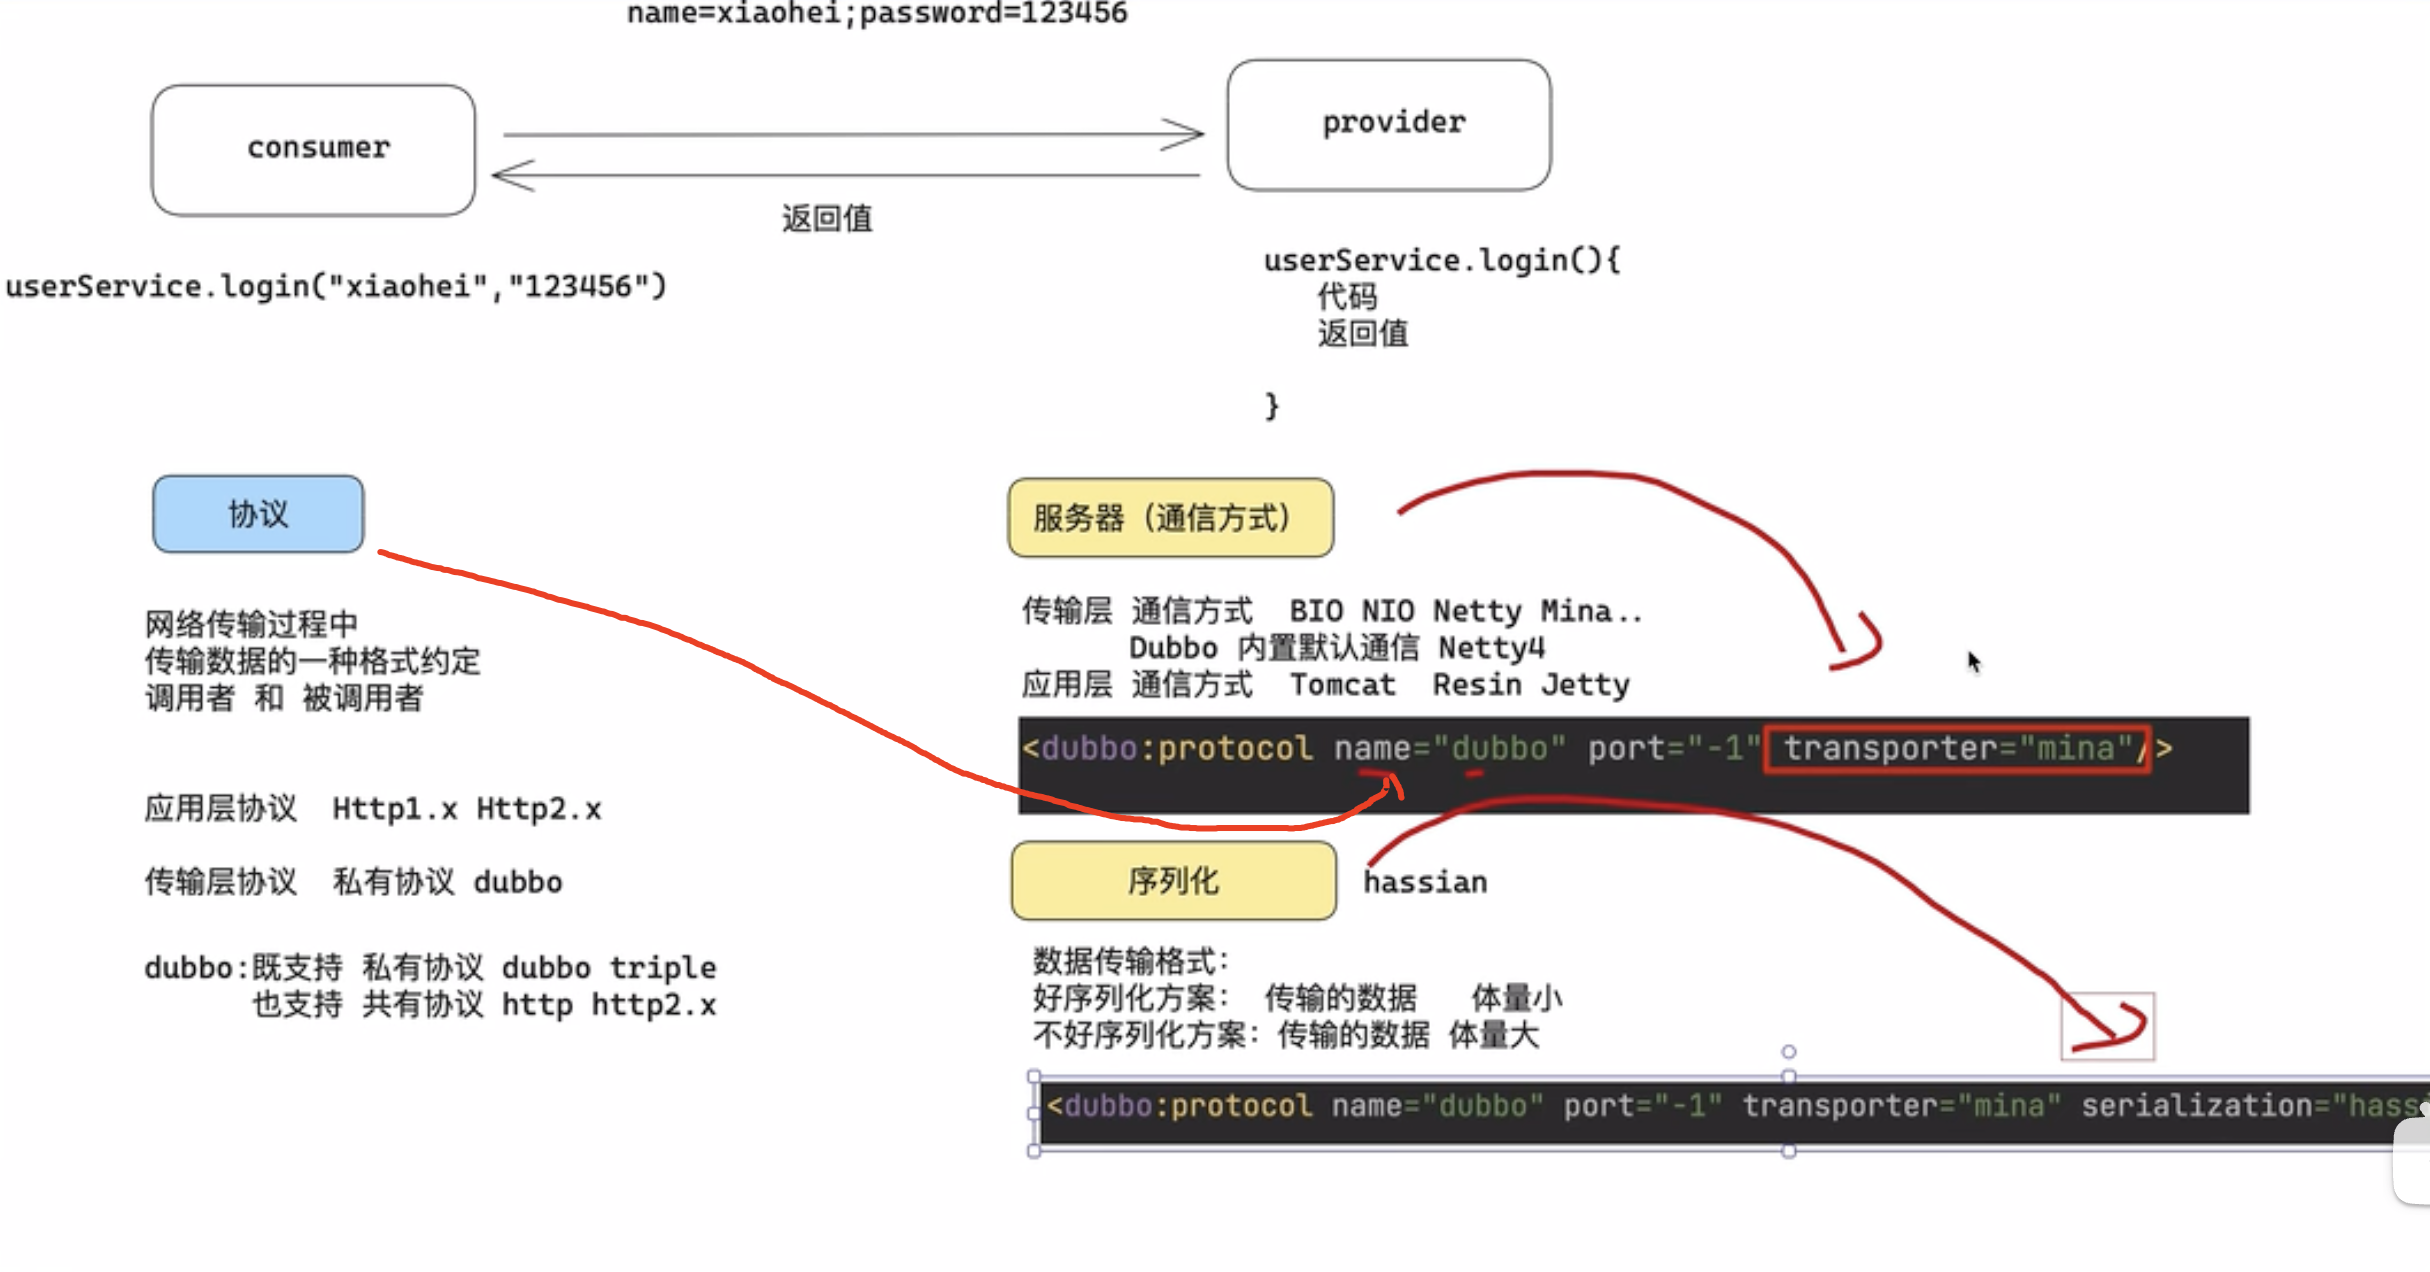 name=xiaohei;password=123456
consumer
provider
返回值
userService.login("xiaohei","123456")
userService.login(){
代码
返回值
}
协议
网络传输过程中
传输数据的一种格式约定
调用者 和 被调用者
应用层协议 Http1.x Http2.x
传输层协议 私有协议 dubbo
dubbo:既支持 私有协议 dubbo triple
也支持 共有协议 http http2.x
服务器（通信方式）
传输层 通信方式 BIO NIO Netty Mina..
Dubbo 内置默认通信 Netty4
应用层 通信方式 Tomcat Resin Jetty
<dubbo:protocol name="dubbo" port="-1" transporter="mina"/>
序列化
hassian
数据传输格式:
好序列化方案: 传输的数据 体量小
不好序列化方案: 传输的数据 体量大
<dubbo:protocol name="dubbo" port="-1" transporter="mina" serialization="hass